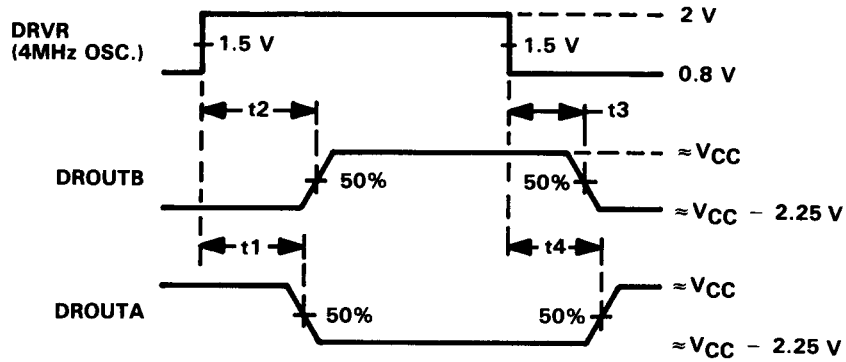 DRVR
(4MHz OSC.)
1.5 V
1.5 V
2 V
0.8 V
t2
t3
DROUTB
50%
50%
≈ VCC
≈ VCC − 2.25 V
t1
t4
DROUTA
50%
50%
≈ VCC
≈ VCC − 2.25 V